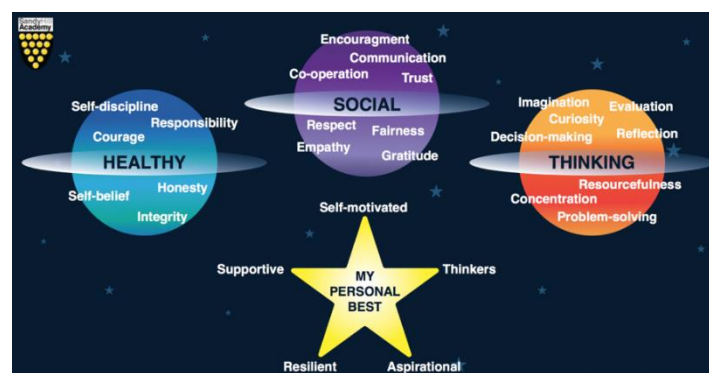 SandyHill
Academy
Encouragment
Communication
Co-operation
Trust
SOCIAL
Respect
Fairness
Empathy
Gratitude
Self-discipline
Responsibility
Courage
HEALTHY
Self-belief
Honesty
Integrity
Imagination
Evaluation
Curiosity
Decision-making
Reflection
THINKING
Resourcefulness
Concentration
Problem-solving
Self-motivated
Supportive
Thinkers
MY
PERSONAL
BEST
Resilient
Aspirational